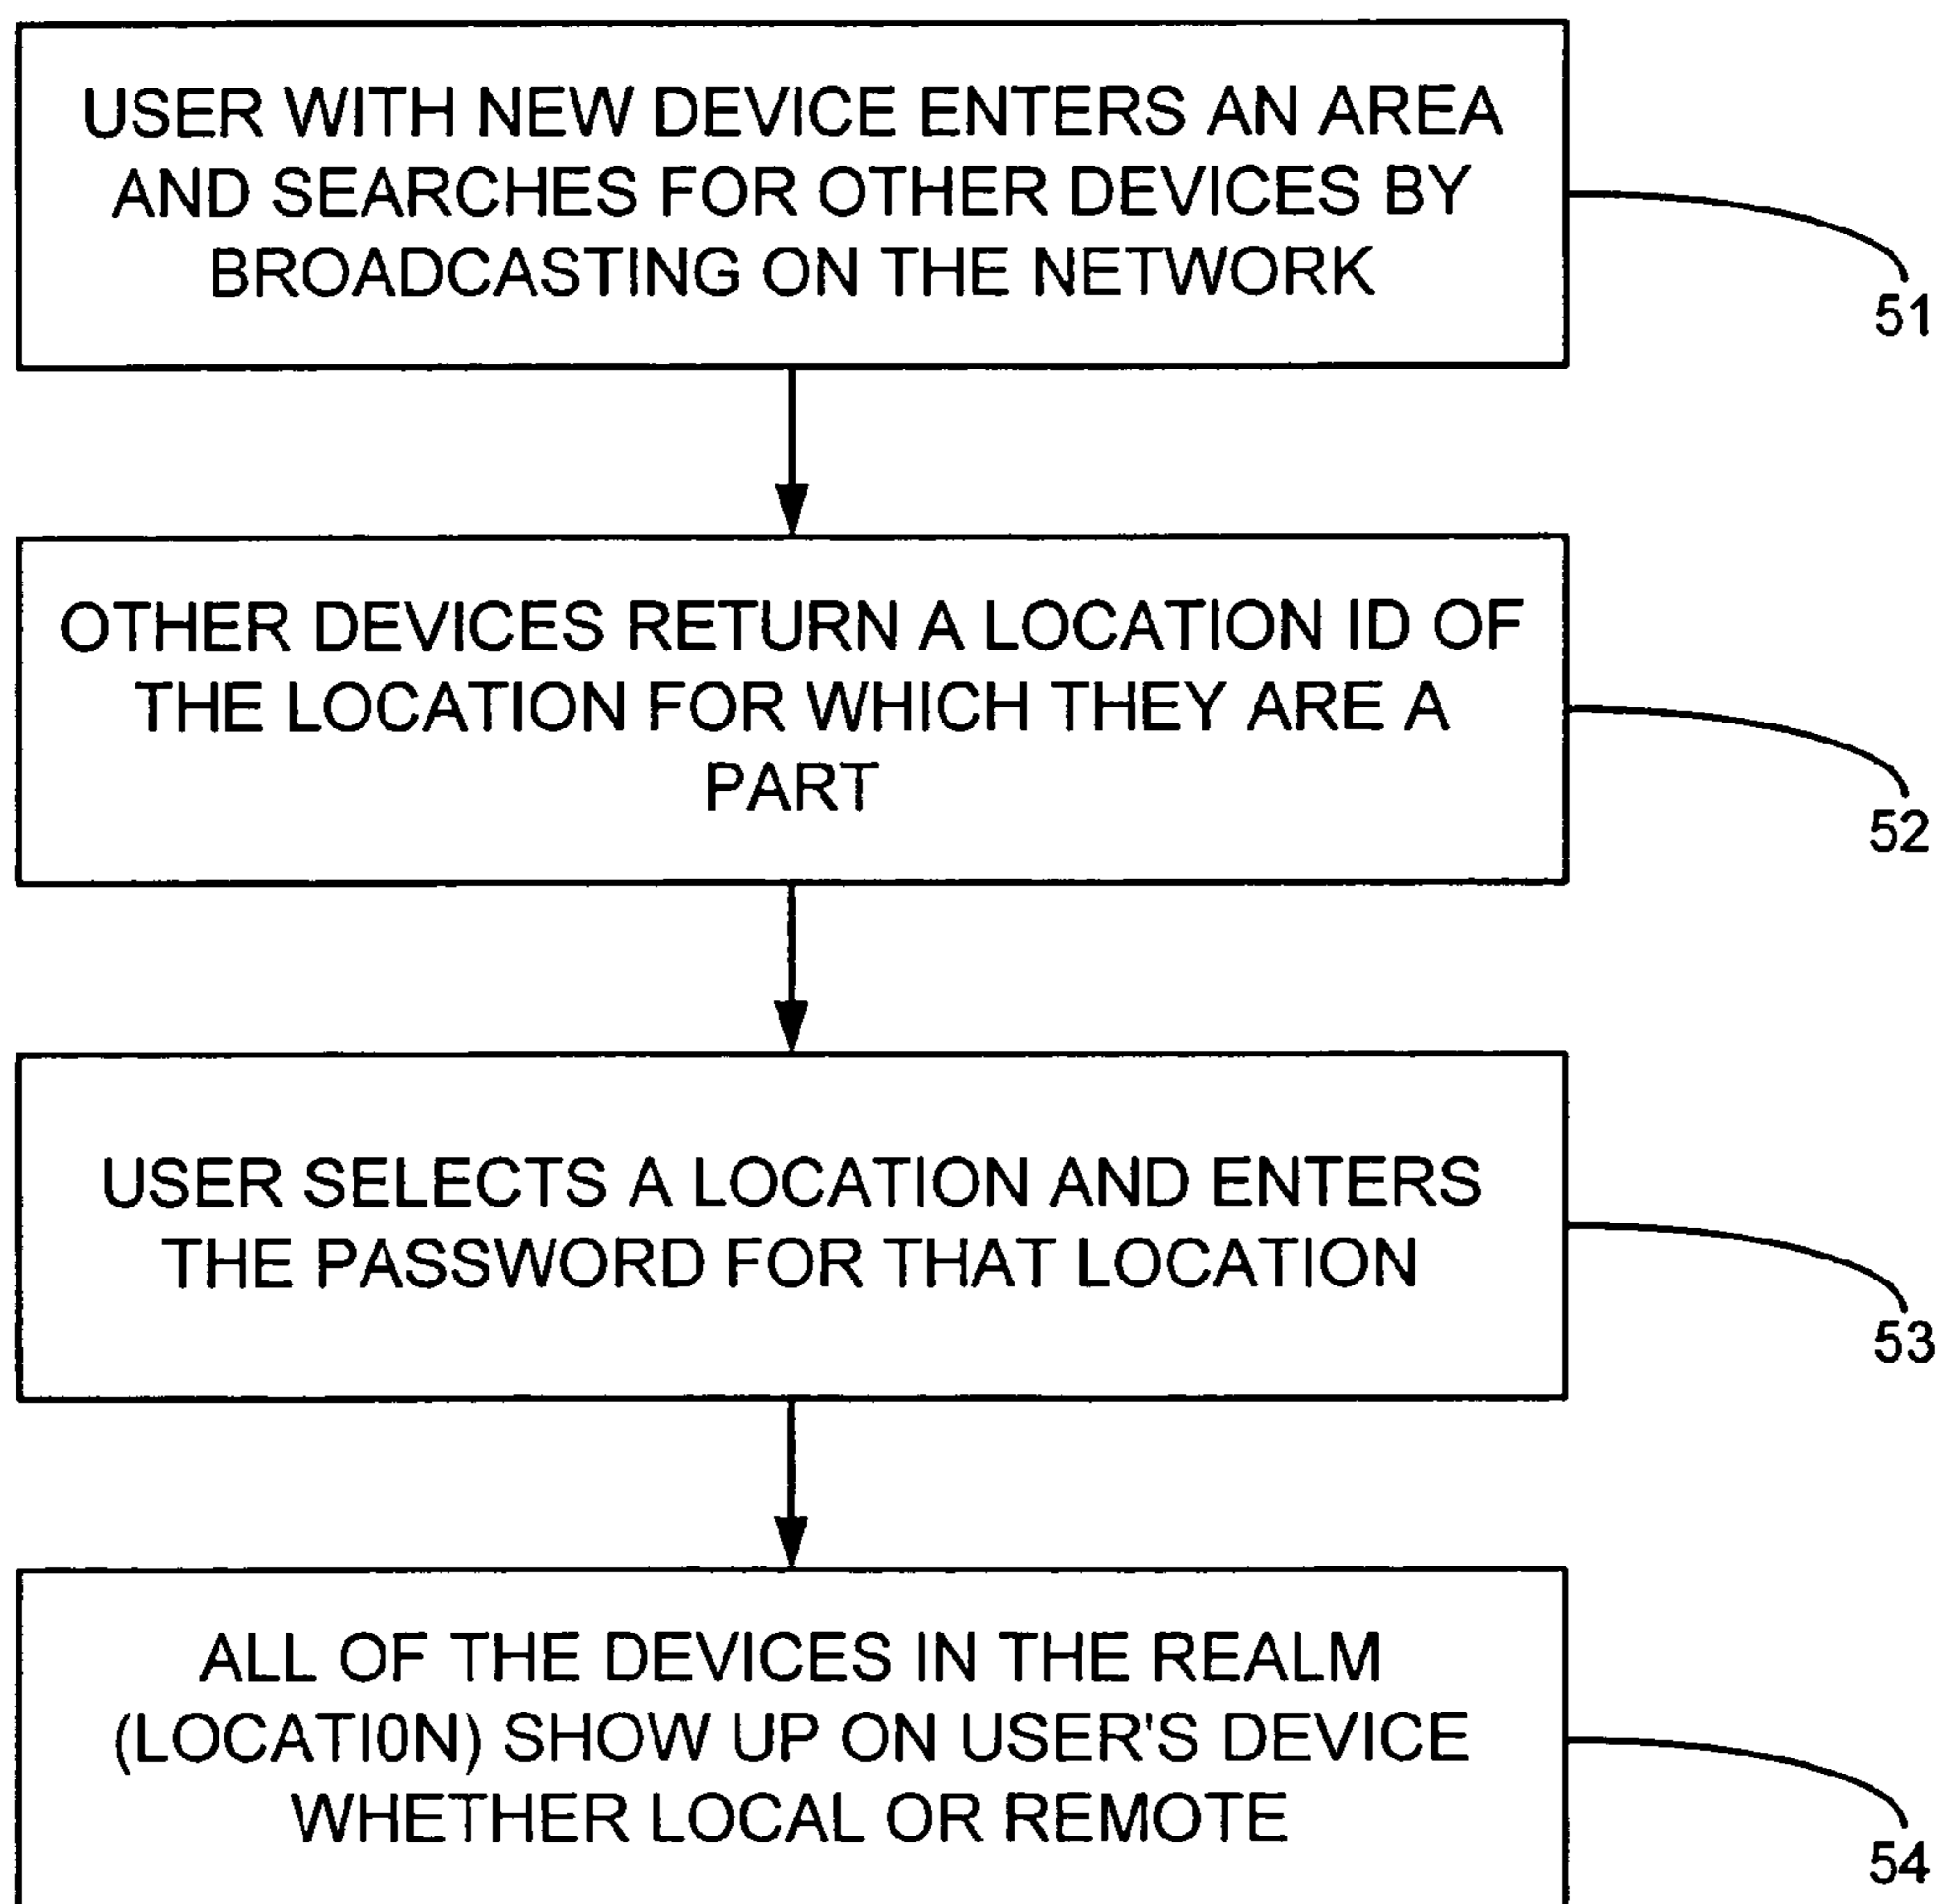 USER WITH NEW DEVICE ENTERS AN AREA
AND SEARCHES FOR OTHER DEVICES BY
BROADCASTING ON THE NETWORK
51
OTHER DEVICES RETURN A LOCATION ID OF
THE LOCATION FOR WHICH THEY ARE A
PART
52
USER SELECTS A LOCATION AND ENTERS
THE PASSWORD FOR THAT LOCATION
53
ALL OF THE DEVICES IN THE REALM
(LOCATI0N) SHOW UP ON USER'S DEVICE
WHETHER LOCAL OR REMOTE
54